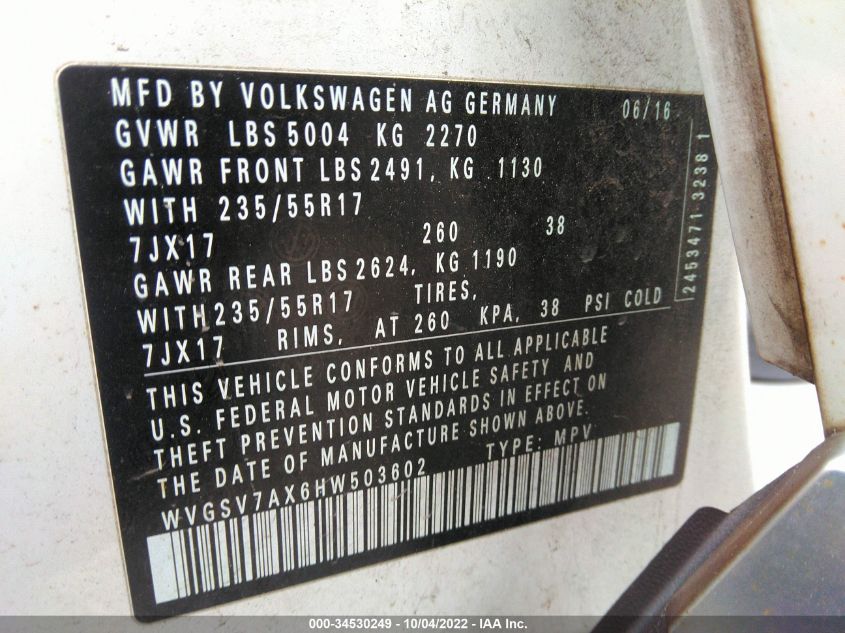 MFD BY VOLKSWAGEN AG GERMANY 06/16
GVWR LBS 5004 KG 2270
GAWR FRONT LBS 2491, KG 1130
WITH 235/55R17
7JX17 260 38
GAWR REAR LBS 2624, KG 1190
WITH 235/55R17 TIRES,
7JX17 RIMS, AT 260 KPA, 38 PSI COLD
THIS VEHICLE CONFORMS TO ALL APPLICABLE
U.S. FEDERAL MOTOR VEHICLE SAFETY AND
THEFT PREVENTION STANDARDS IN EFFECT ON
THE DATE OF MANUFACTURE SHOWN ABOVE.
WVGSV7AX6HW503602 TYPE: MPV
2453471 3238 1
000-34530249 - 10/04/2022 - IAA Inc.